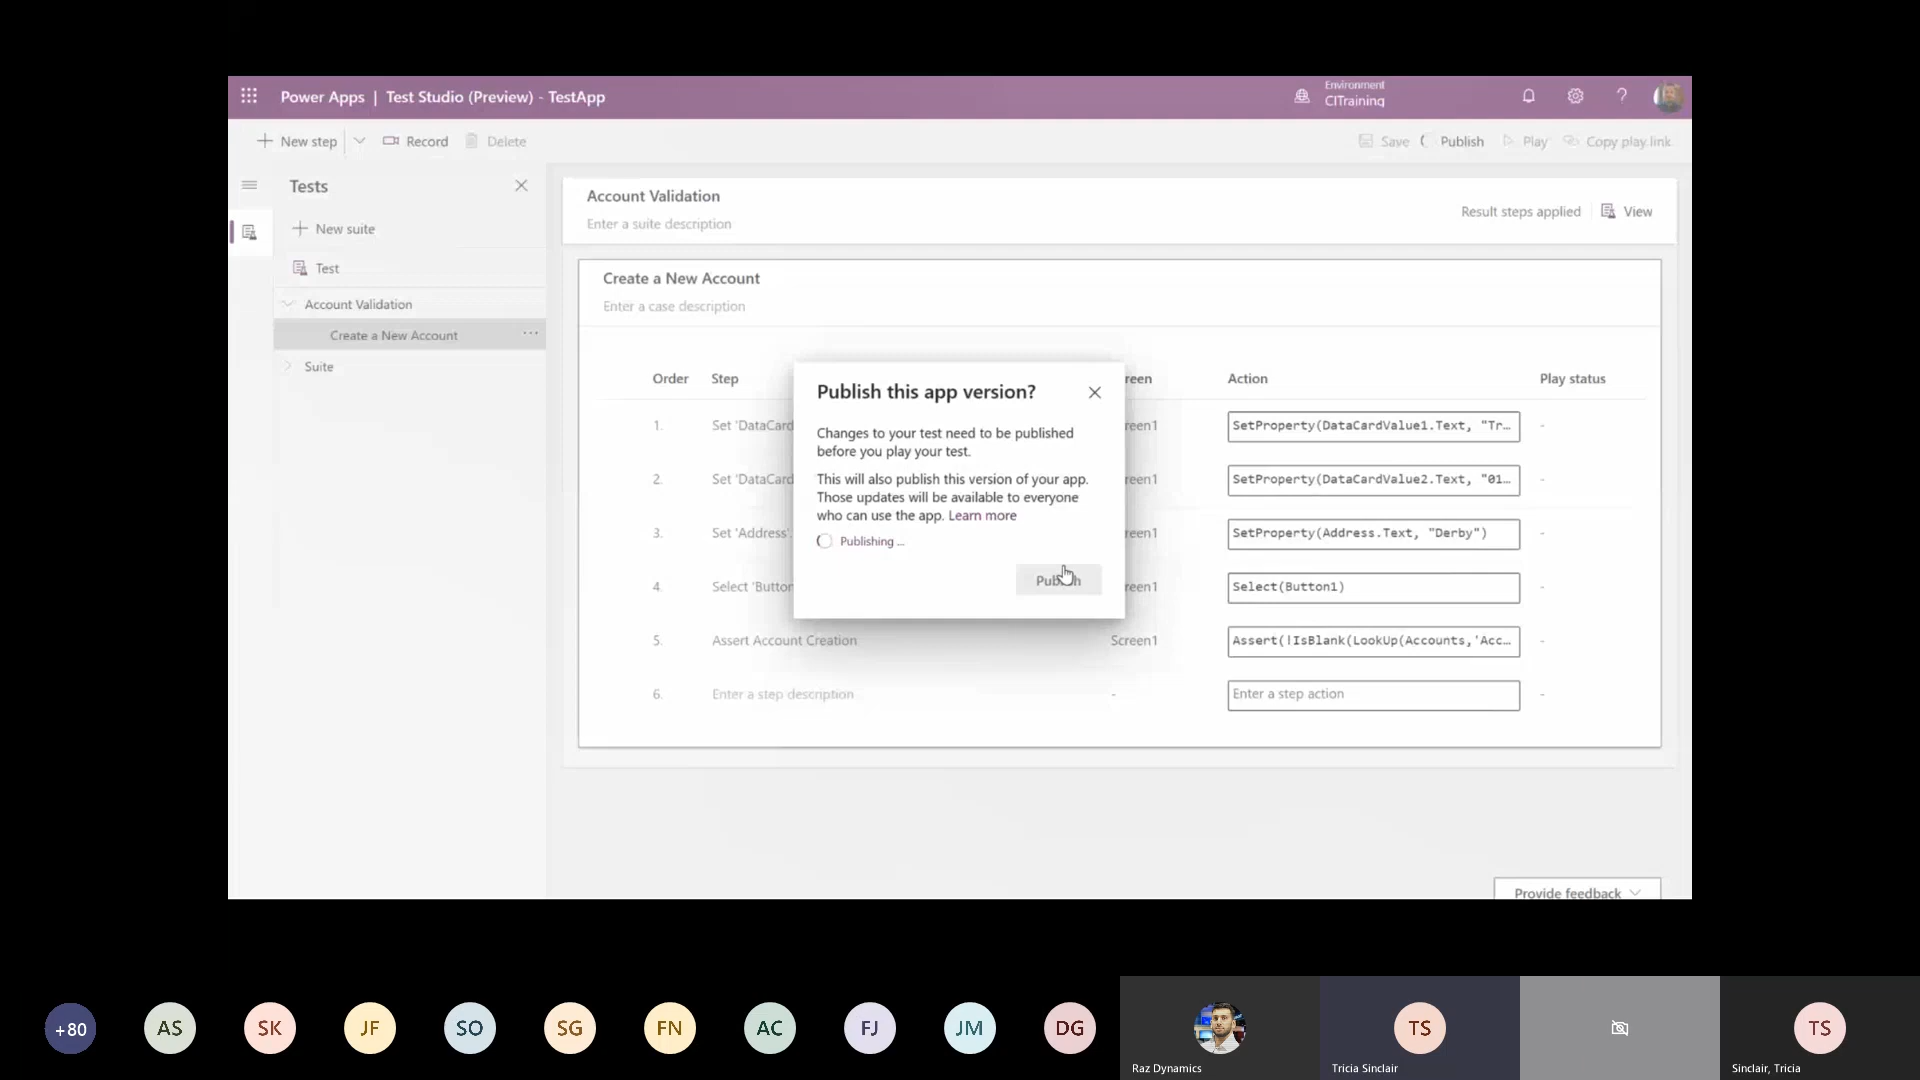 Power Apps | Test Studio (Preview) - TestApp
Environment
CITraining
?
New step
Record
Delete
Save
Publish
Play
Copy play link
Tests
New suite
Test
Account Validation
Create a New Account
...
Suite
Account Validation
Enter a suite description
Result steps applied
View
Create a New Account
Enter a case description
Order Step reen Action Play status
1. Set 'DataCard reen1 SetProperty(DataCardValue1.Text, "Tr... -
2. Set 'DataCard reen1 SetProperty(DataCardValue2.Text, "01... -
3. Set 'Address'. reen1 SetProperty(Address.Text, "Derby") -
4. Select 'Button reen1 Select(Button1) -
5. Assert Account Creation Screen1 Assert(!IsBlank(LookUp(Accounts,'Acc... -
6. Enter a step description - Enter a step action -
Publish this app version?
Changes to your test need to be published
before you play your test.
This will also publish this version of your app.
Those updates will be available to everyone
who can use the app. Learn more
Publishing ...
Publish
Provide feedback
+80 AS SK JF SO SG FN AC FJ JM DG TS TS
Raz Dynamics Tricia Sinclair Sinclair, Tricia